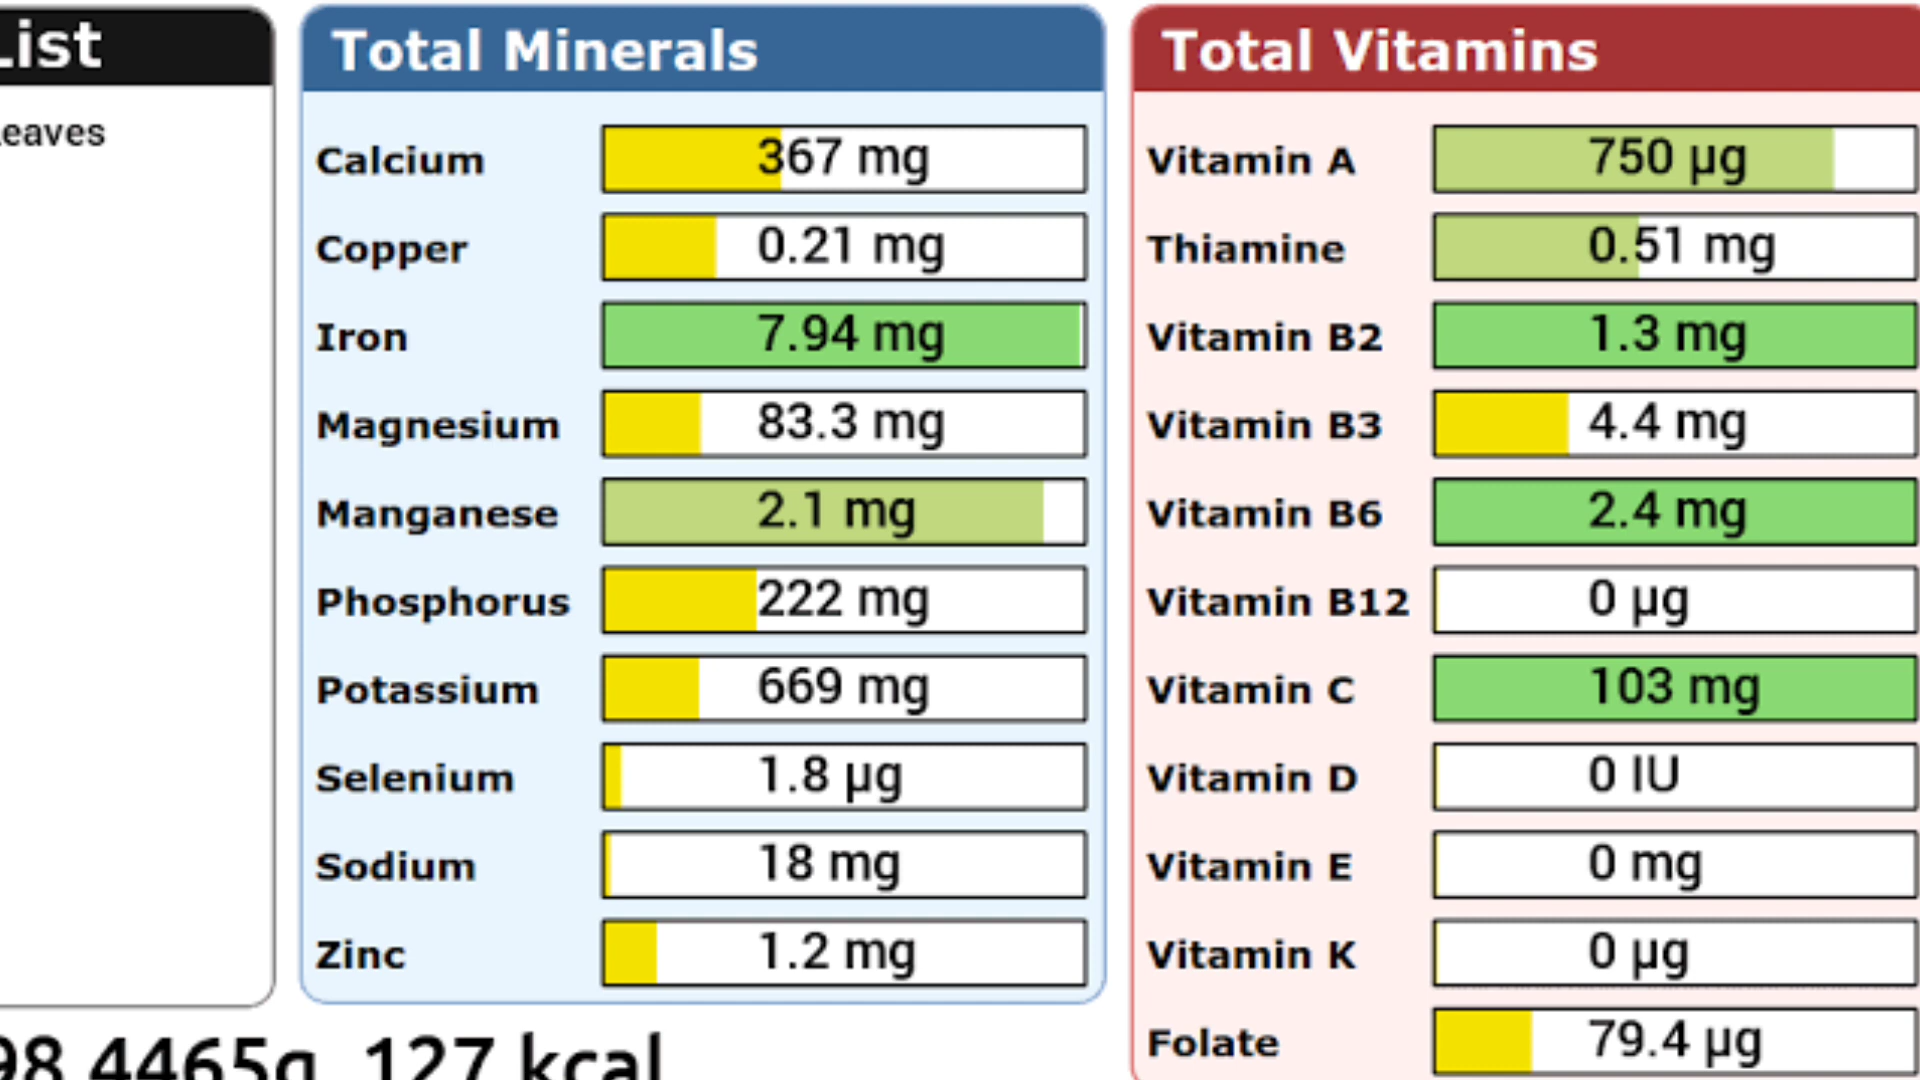 List
eaves
Total Minerals
Calcium 367 mg
Copper 0.21 mg
Iron 7.94 mg
Magnesium 83.3 mg
Manganese 2.1 mg
Phosphorus 222 mg
Potassium 669 mg
Selenium 1.8 µg
Sodium 18 mg
Zinc 1.2 mg
Total Vitamins
Vitamin A 750 µg
Thiamine 0.51 mg
Vitamin B2 1.3 mg
Vitamin B3 4.4 mg
Vitamin B6 2.4 mg
Vitamin B12 0 µg
Vitamin C 103 mg
Vitamin D 0 IU
Vitamin E 0 mg
Vitamin K 0 µg
Folate 79.4 µg
98.4465g, 127 kcal